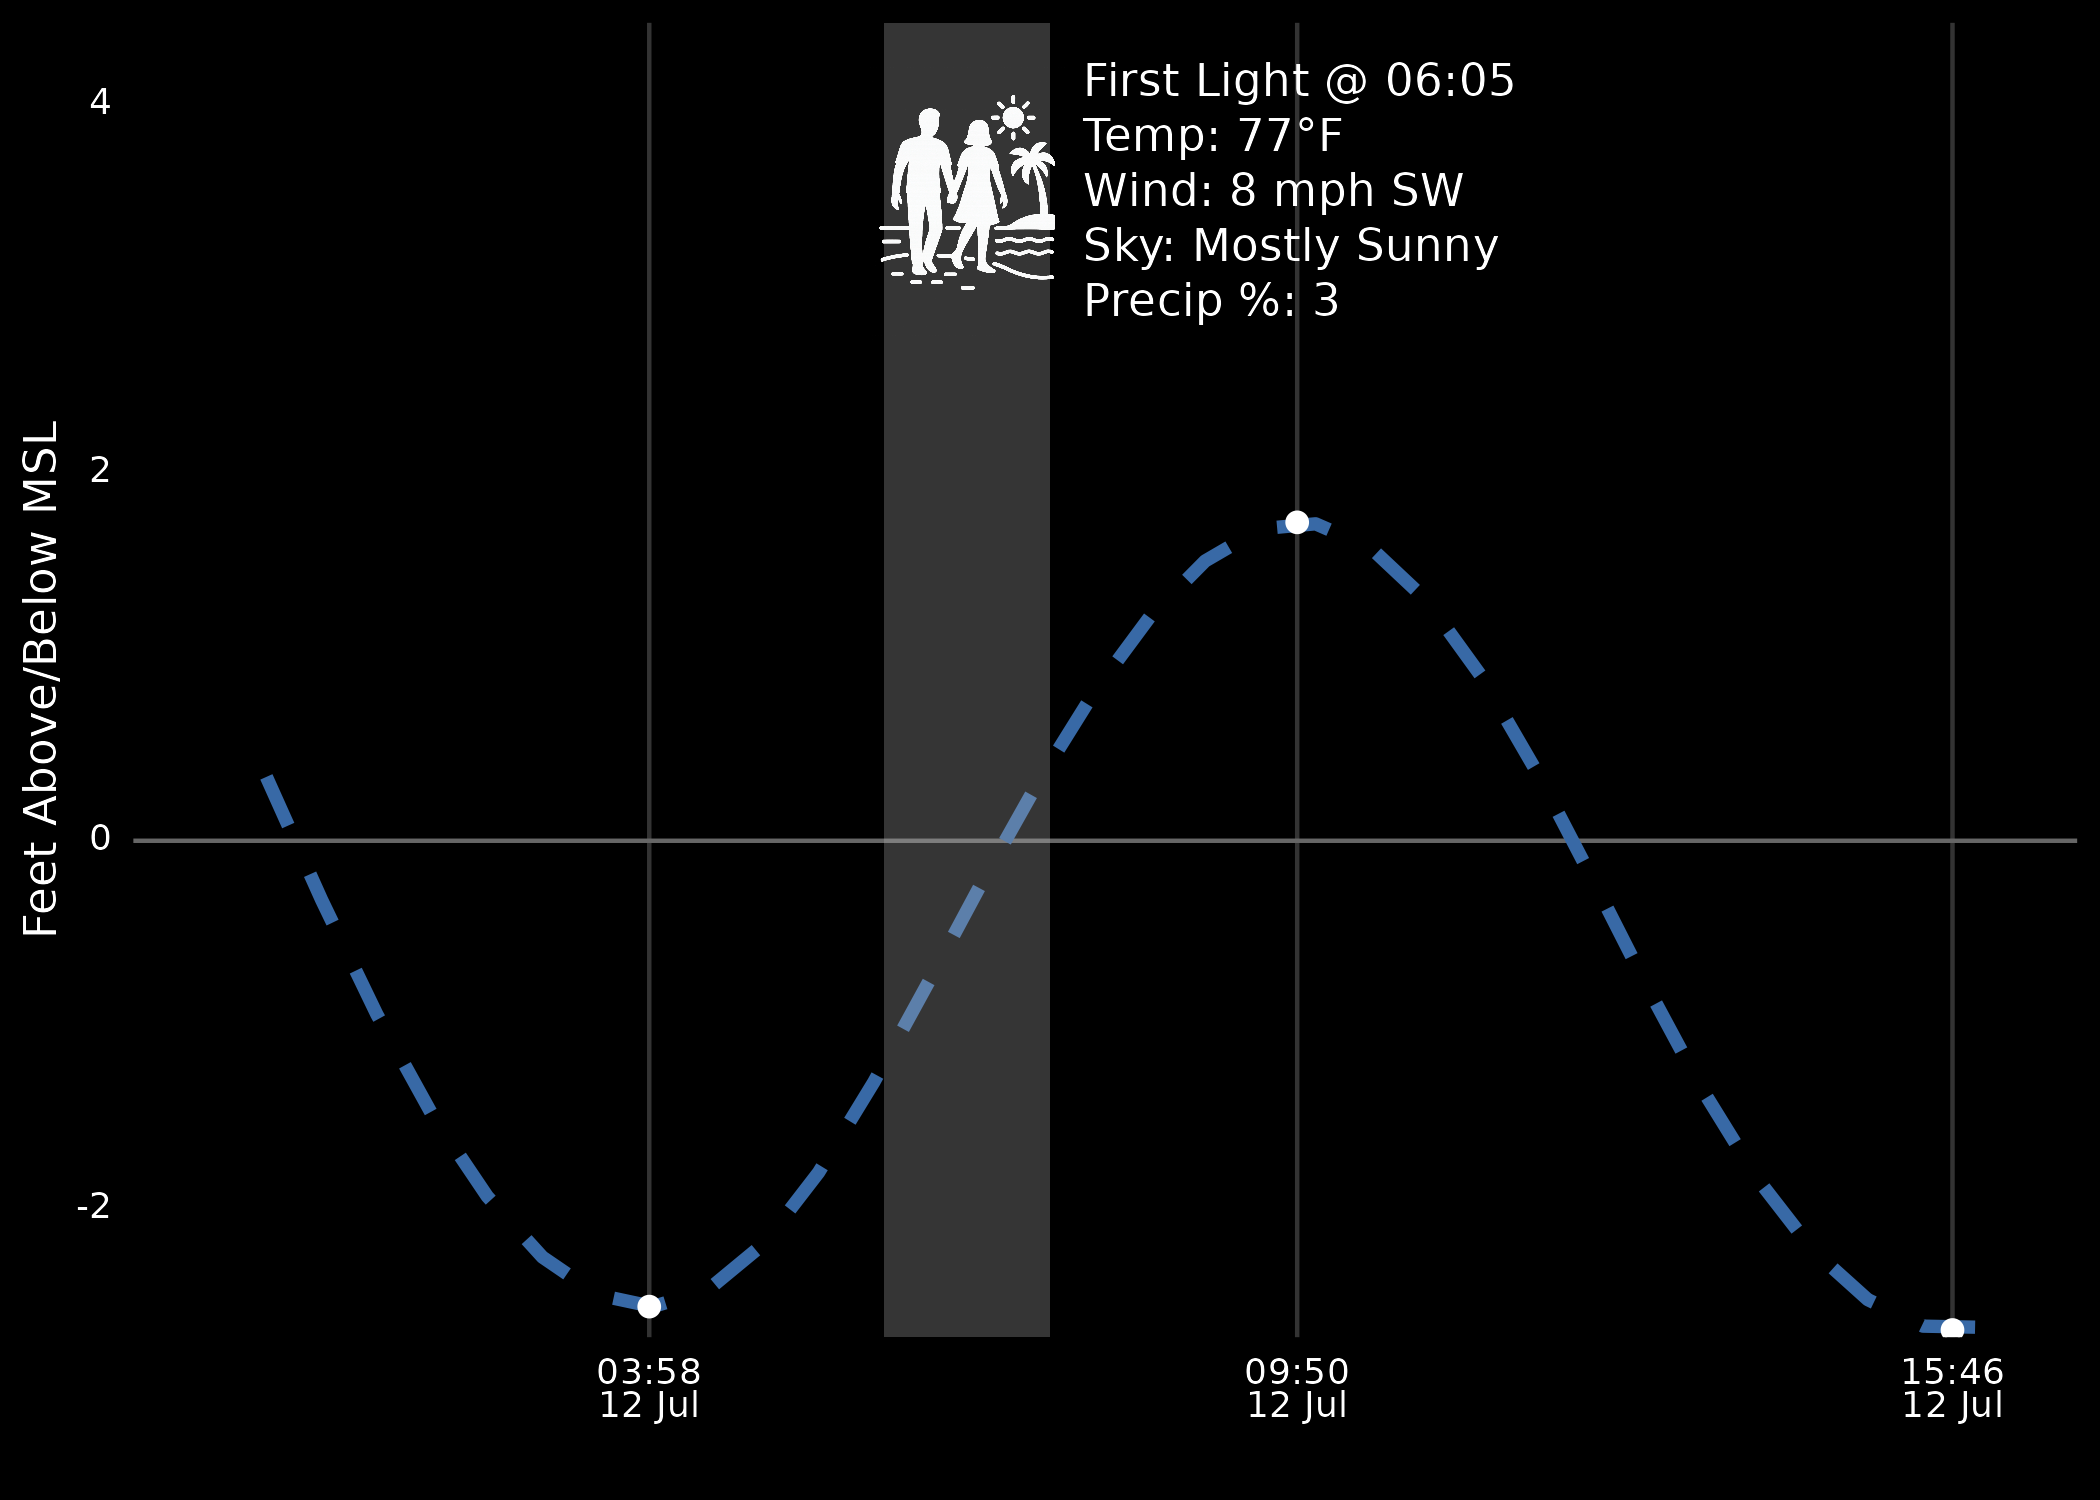 First Light @ 06:05
Temp: 77°F
Wind: 8 mph SW
Sky: Mostly Sunny
Precip %: 3
Feet Above/Below MSL
4
2
0
-2
03:58
12 Jul
09:50
12 Jul
15:46
12 Jul